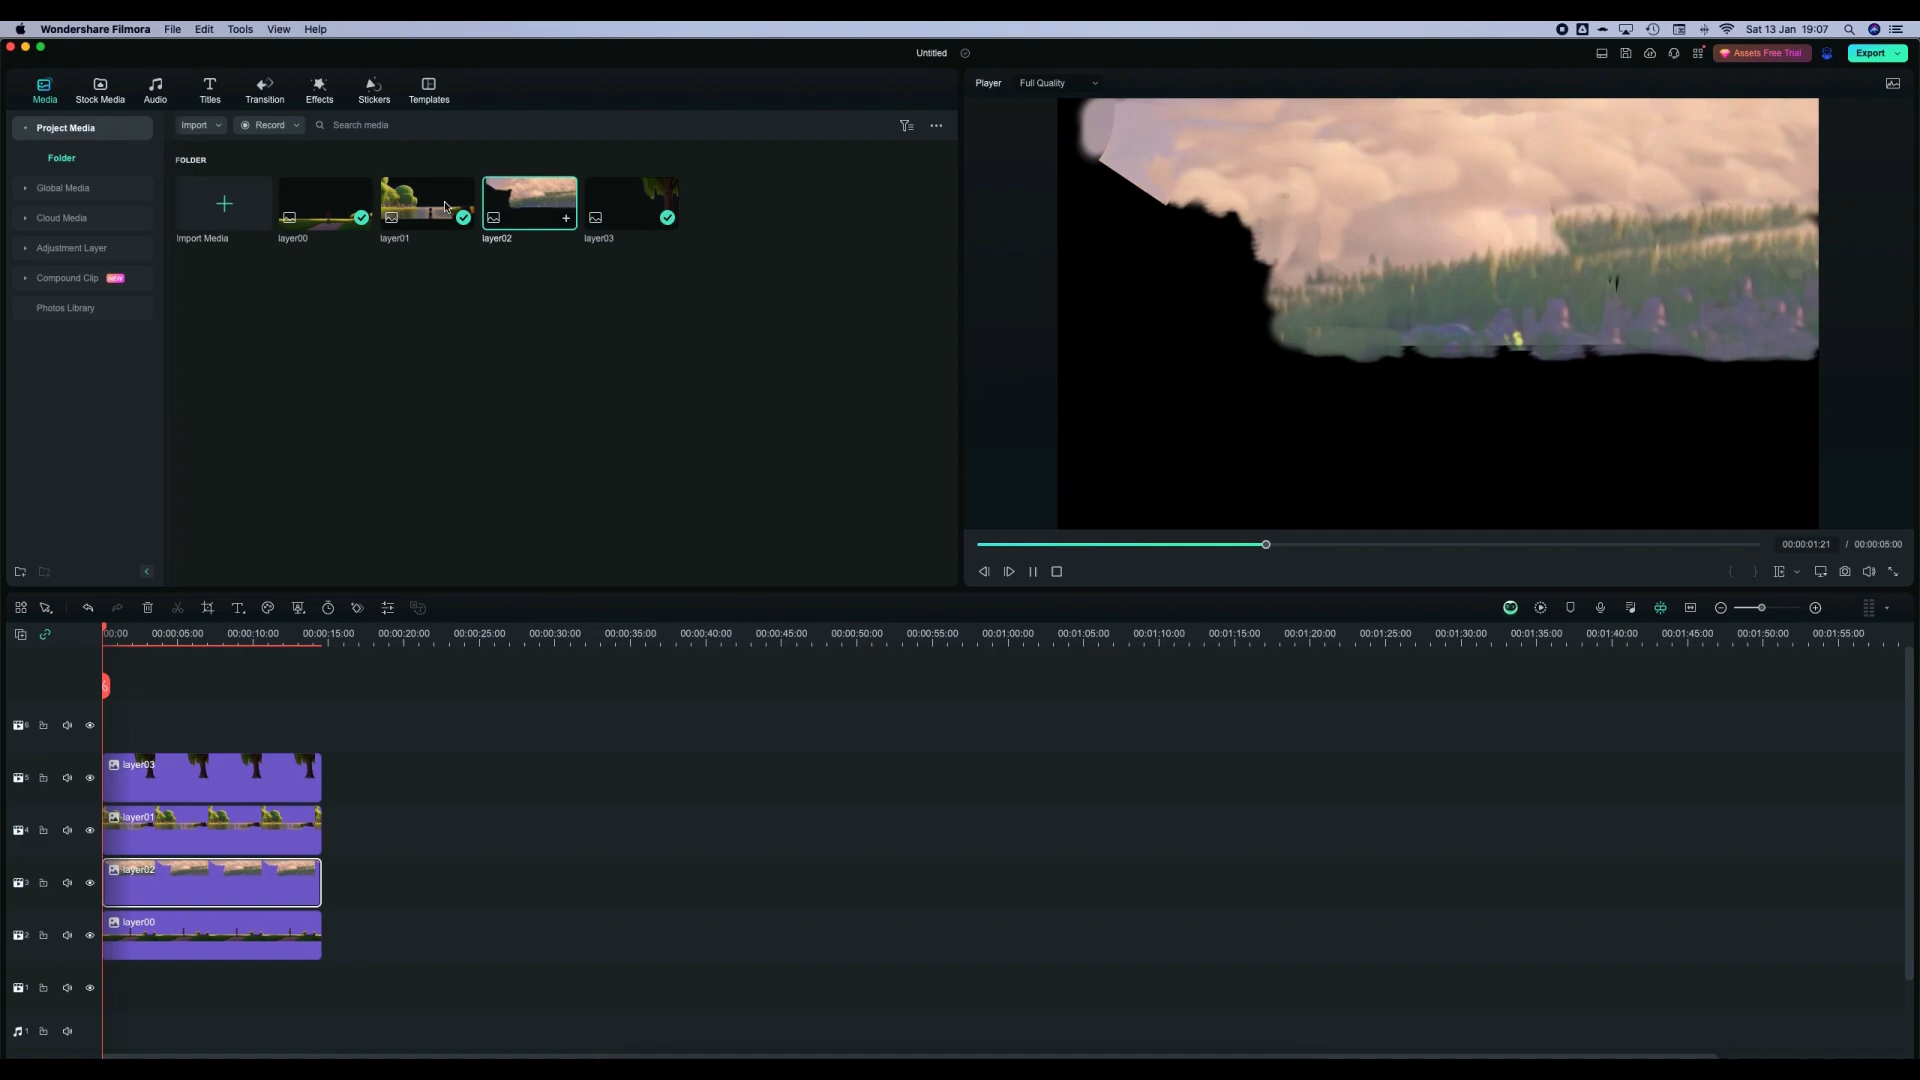 Wondershare Filmora File Edit Tools View Help Sat 13 Jan 19:07
Untitled Assets Free Trial Export
Media Stock Media Audio Titles Transition Effects Stickers Templates
Player Full Quality
Project Media Import Record Search media
Folder
FOLDER
Global Media
Cloud Media
Import Media layer00 layer01 layer02 layer03
Adjustment Layer
Compound Clip NEW
Photos Library
00:00:01:21 / 00:00:05:00
00:00 00:00:05:00 00:00:10:00 00:00:15:00 00:00:20:00 00:00:25:00 00:00:30:00 00:00:35:00 00:00:40:00 00:00:45:00 00:00:50:00 00:00:55:00 00:01:00:00 00:01:05:00 00:01:10:00 00:01:15:00 00:01:20:00 00:01:25:00 00:01:30:00 00:01:35:00 00:01:40:00 00:01:45:00 00:01:50:00 00:01:55:00
6
layer03
5
layer01
4
layer02
3
layer00
2
1
1